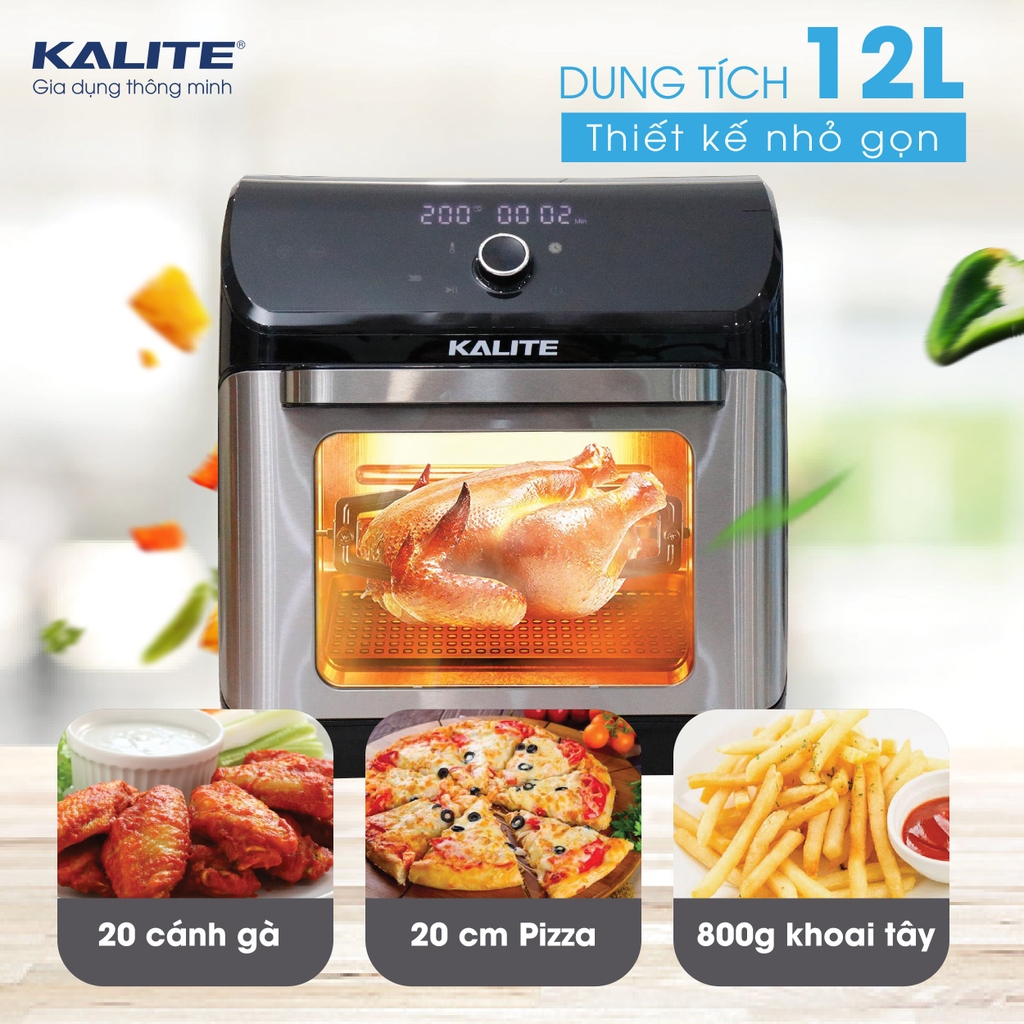 KALITE®
Gia dụng thông minh
DUNG TÍCH 12L
Thiết kế nhỏ gọn
200°C 00 02 Min
KALITE
20 cánh gà
20 cm Pizza
800g khoai tây